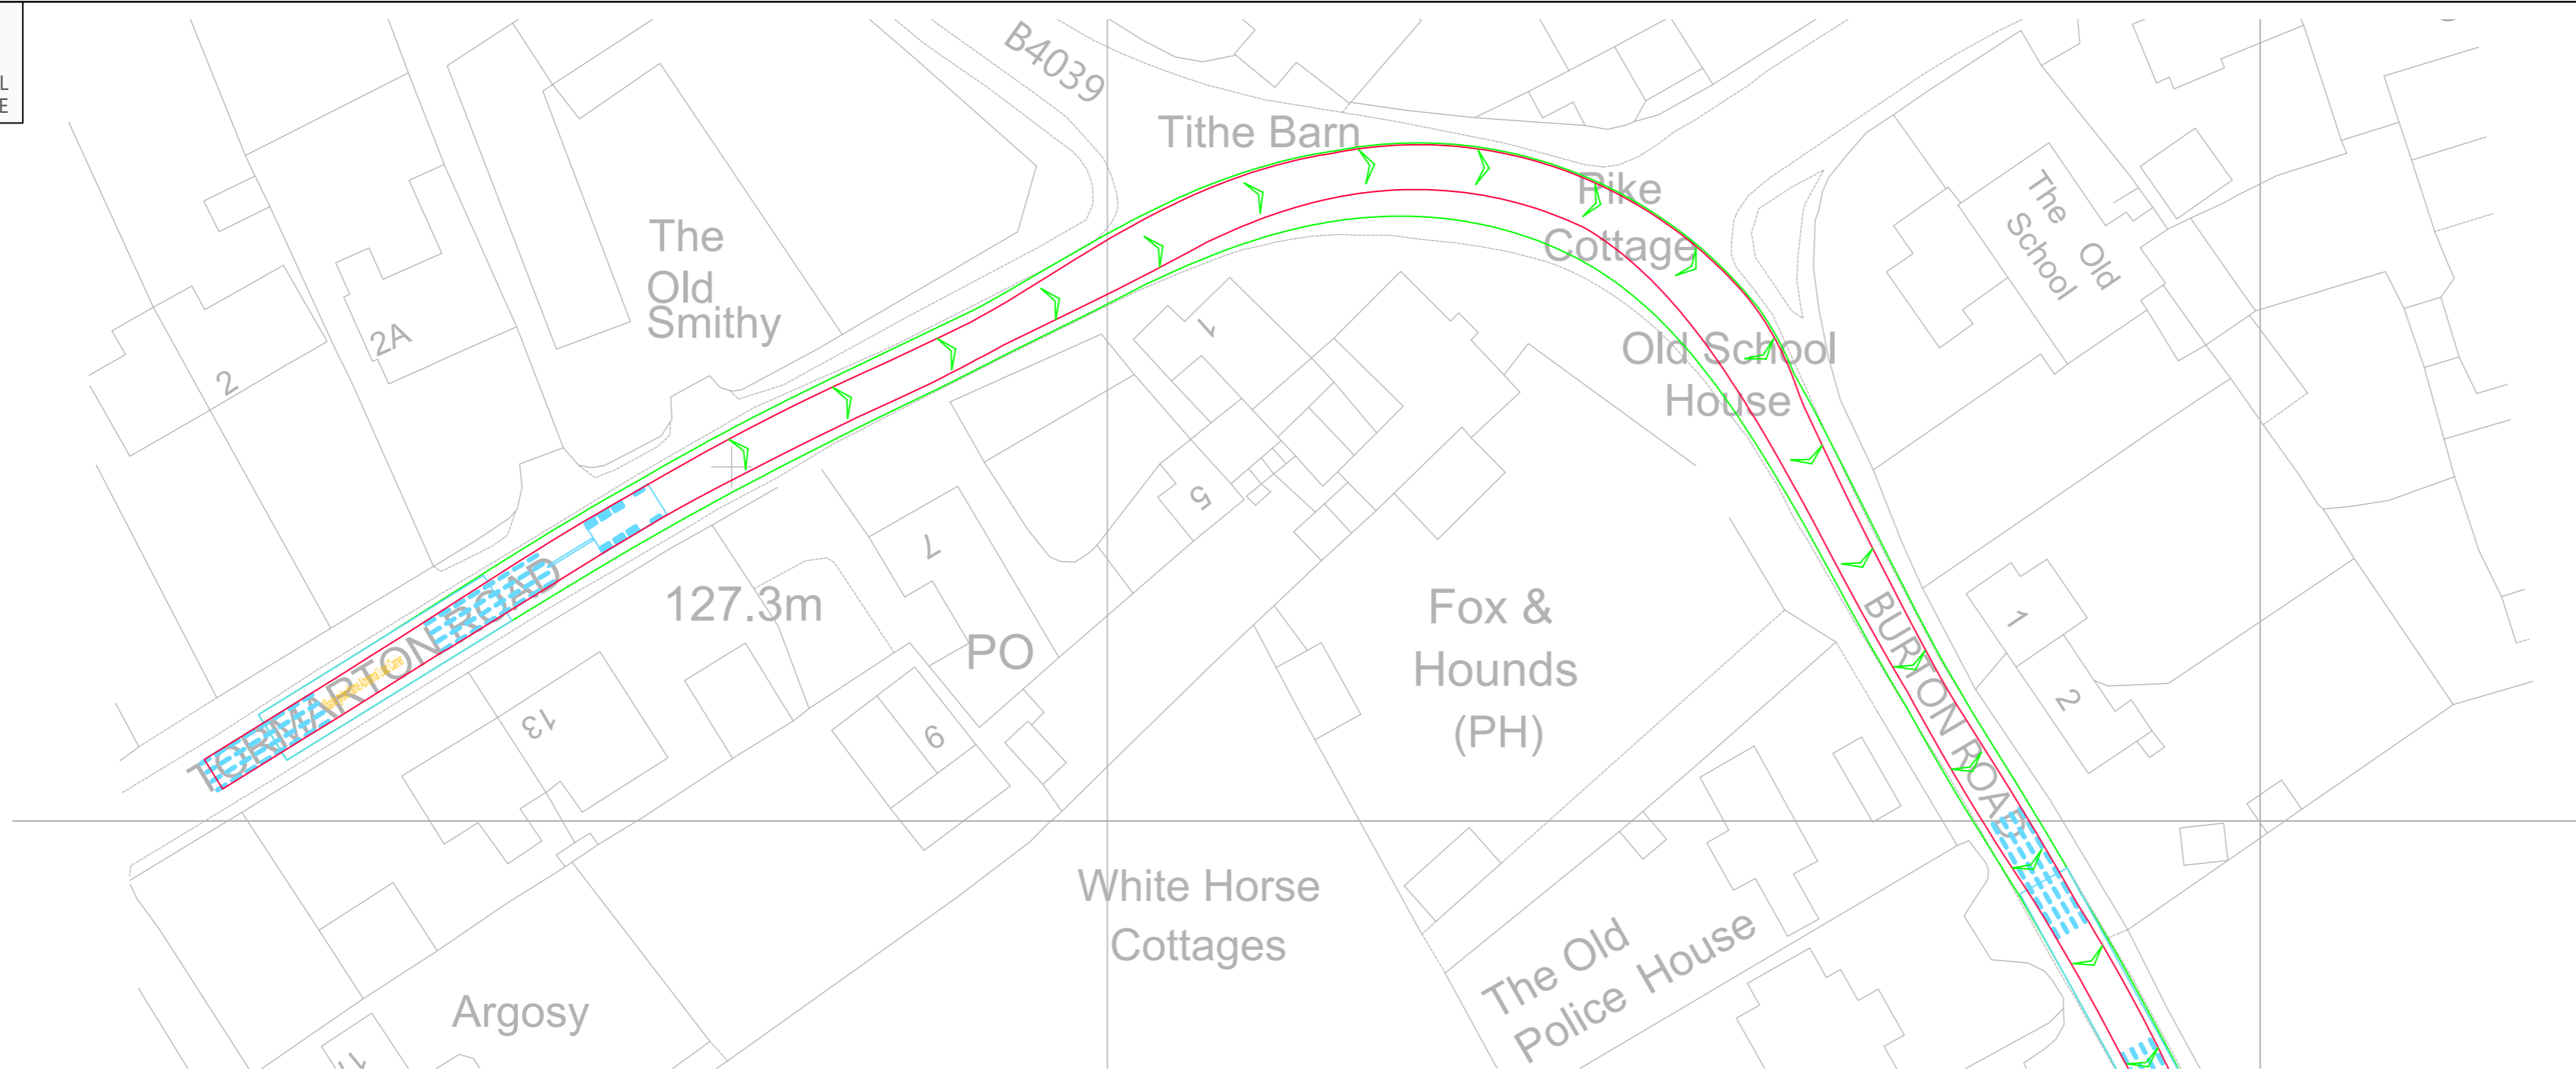 L
E
B4039
Tithe Barn
Pike
Cottage
The
Old
Smithy
The Old
School
2A
2
1
Old School
House
5
7
127.3m
PO
Fox &
Hounds
(PH)
TORMARTON ROAD
BURTON ROAD
1
2
13
9
White Horse
Cottages
The Old
Police House
Argosy
11